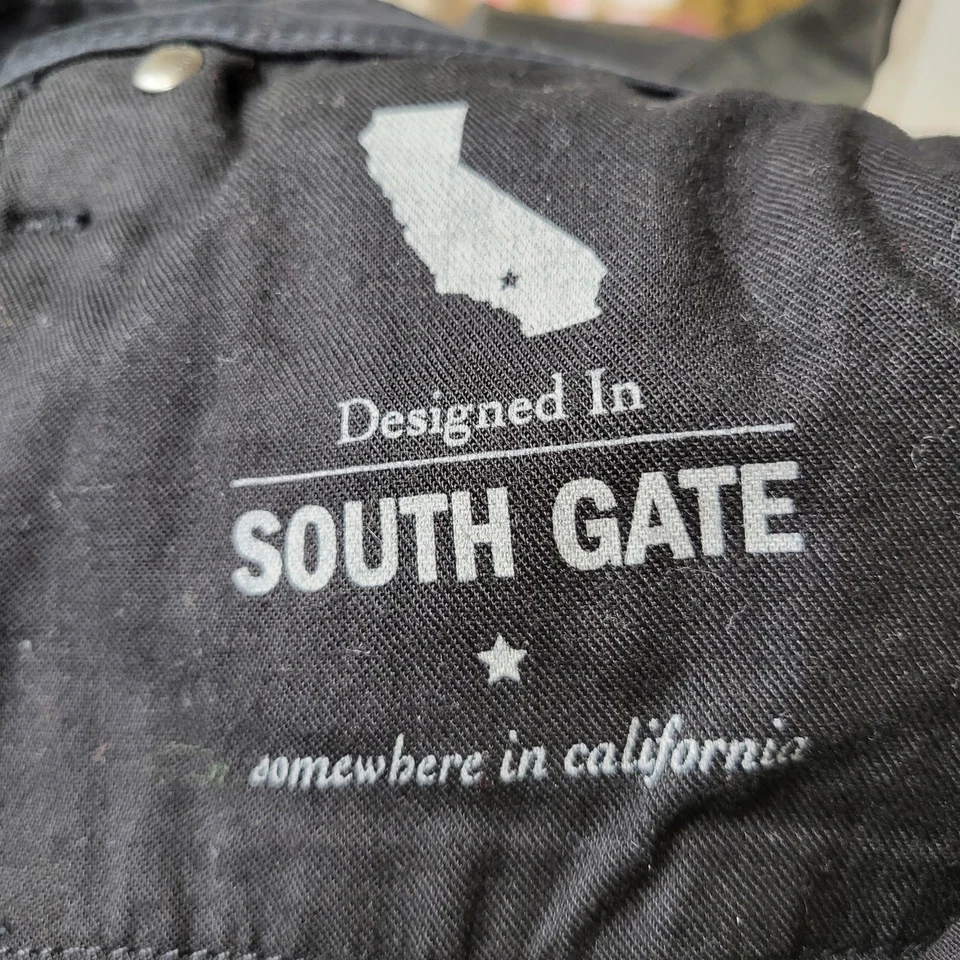 Designed In
SOUTH GATE
somewhere in california